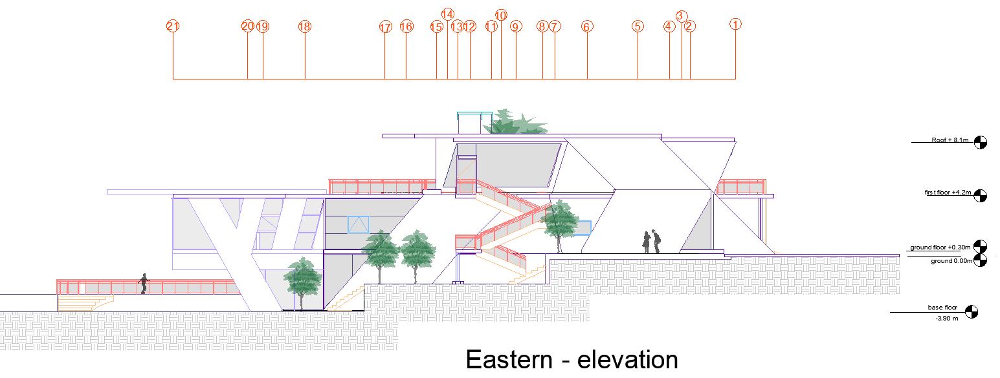 21 20 19 18 17 16 15 14 13 12 11 10 9 8 7 6 5 4 3 2 1
Roof + 8.1m
first floor +4.2m
ground floor +0.30m
ground 0.00m
base floor
-3.90 m
Eastern - elevation